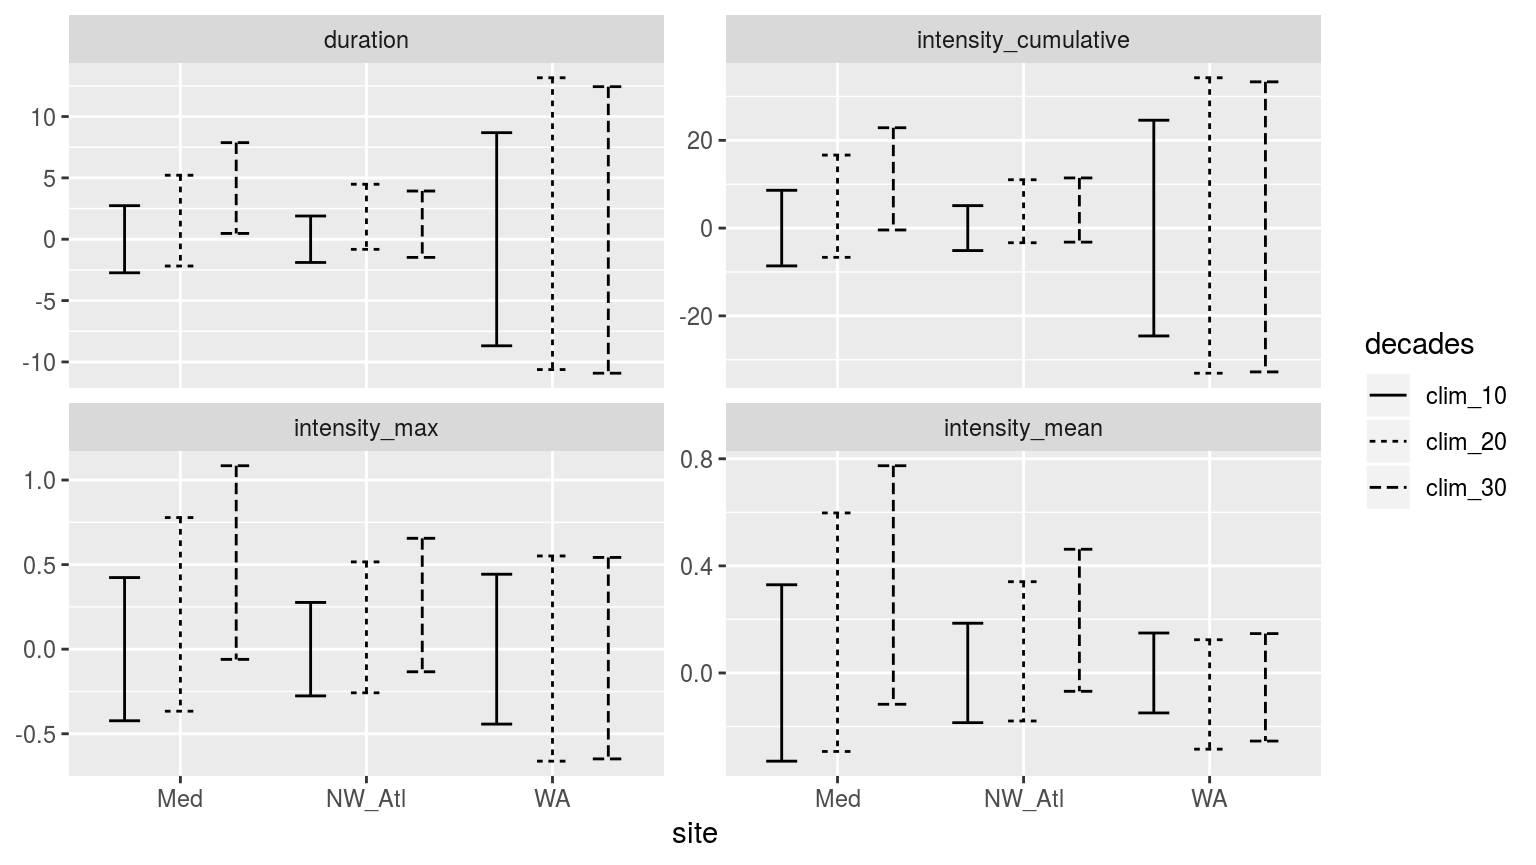 duration
intensity_cumulative
10
5
0
-5
-10
20
0
-20
intensity_max
intensity_mean
1.0
0.5
0.0
-0.5
0.8
0.4
0.0
Med
NW_Atl
WA
Med
NW_Atl
WA
site
decades
clim_10
clim_20
clim_30